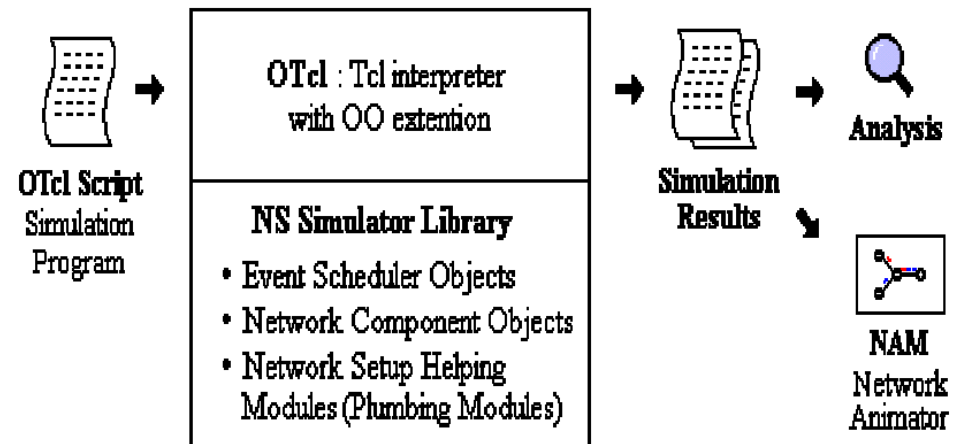 OTcl Script
Simulation
Program
OTcl : Tcl interpreter
with OO extention
NS Simulator Library
• Event Scheduler Objects
• Network Component Objects
• Network Setup Helping
Modules (Plumbing Modules)
Simulation
Results
Analysis
NAM
Network
Animator